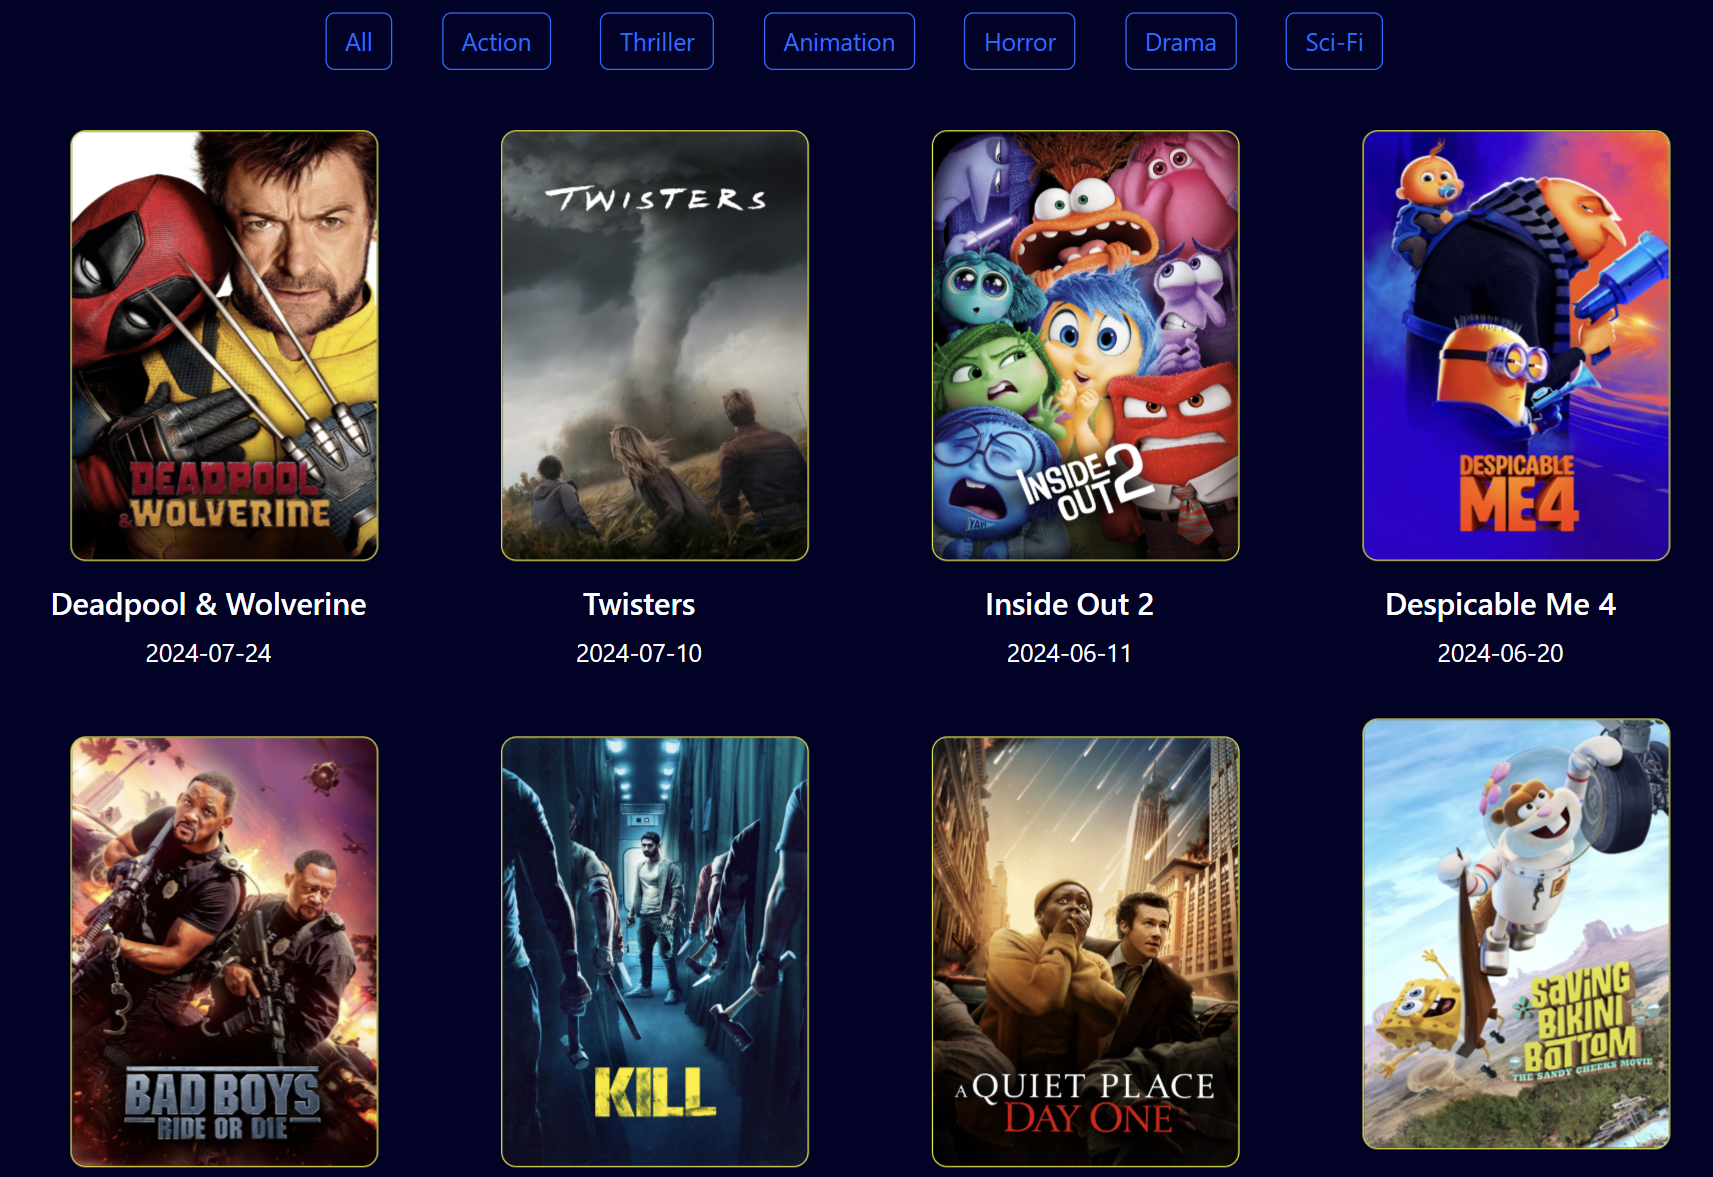 All
Action
Thriller
Animation
Horror
Drama
Sci-Fi
DEADPOOL
&WOLVERINE
TWISTERS
YAY!
INSIDE
OUT 2
DESPICABLE
ME4
Deadpool & Wolverine
Twisters
Inside Out 2
Despicable Me 4
2024-07-24
2024-07-10
2024-06-11
2024-06-20
BAD BOYS
RIDE OR DIE
KILL
A QUIET PLACE
DAY ONE
SAVING
BIKINI
BOTTOM
THE SANDY CHEEKS MOVIE